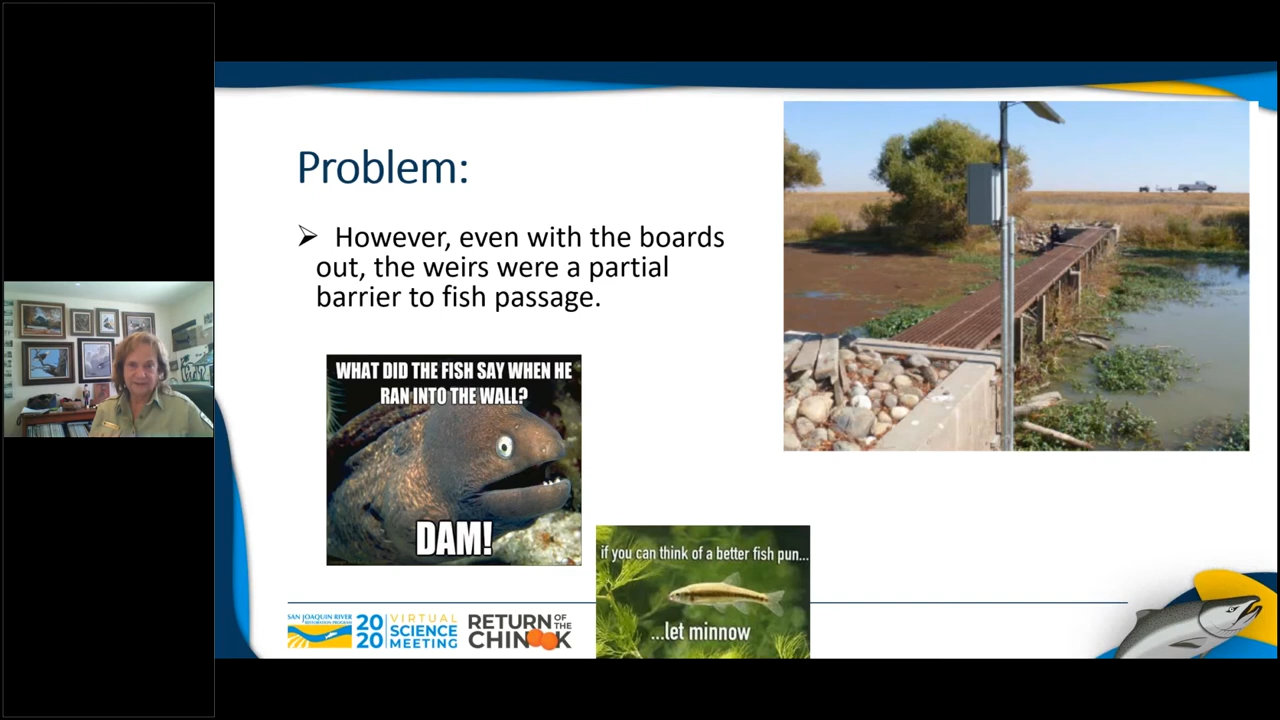 Problem:
However, even with the boards
out, the weirs were a partial
barrier to fish passage.
WHAT DID THE FISH SAY WHEN HE
RAN INTO THE WALL?
DAM!
if you can think of a better fish pun...
...let minnow
SAN JOAQUIN RIVER
RESTORATION PROGRAM
2020 VIRTUAL
SCIENCE
MEETING
RETURN OF THE
CHINOOK